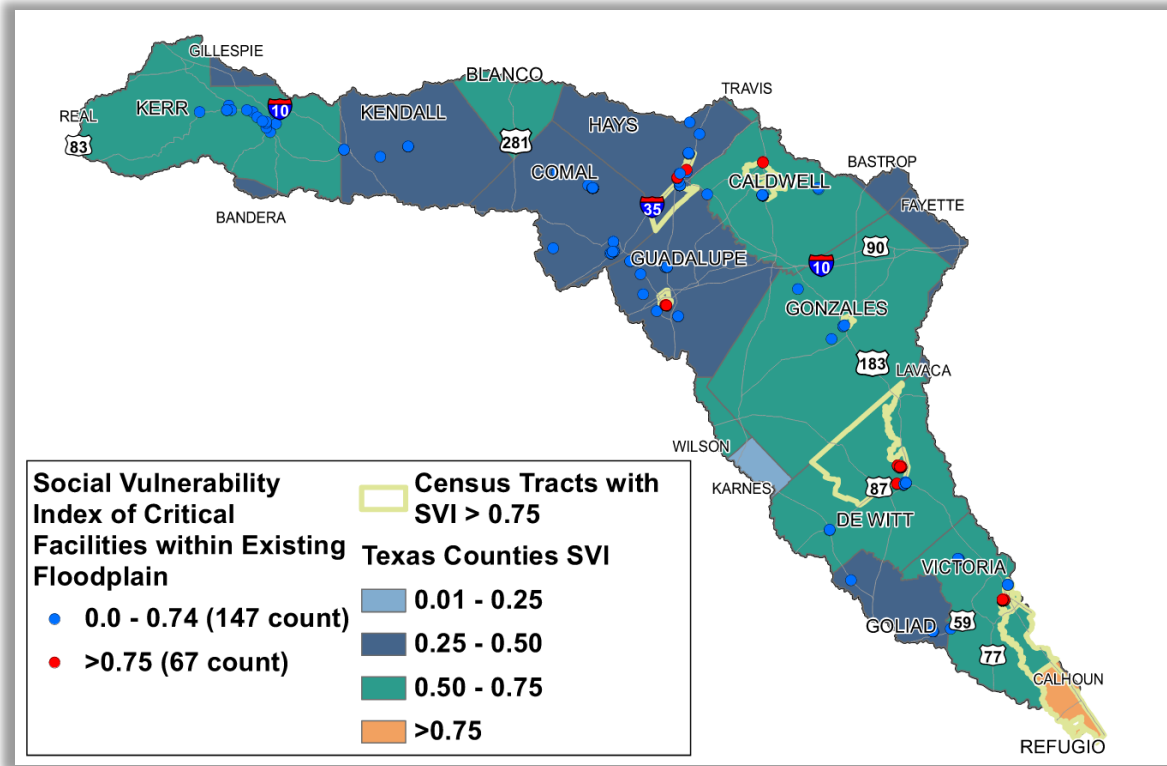 GILLESPIE
BLANCO
TRAVIS
REAL
KERR
10
KENDALL
HAYS
83
281
BASTROP
COMAL
CALDWELL
BANDERA
35
FAYETTE
90
GUADALUPE
10
GONZALES
183
LAVACA
WILSON
KARNES
87
DE WITT
VICTORIA
GOLIAD
59
77
CALHOUN
REFUGIO
Social Vulnerability
Index of Critical
Facilities within Existing
Floodplain
0.0 - 0.74 (147 count)
>0.75 (67 count)
Census Tracts with
SVI > 0.75
Texas Counties SVI
0.01 - 0.25
0.25 - 0.50
0.50 - 0.75
>0.75